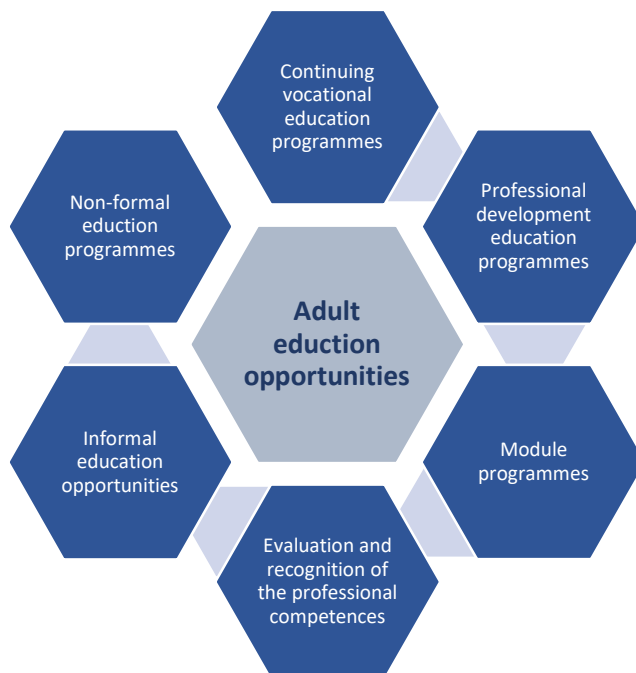 Continuing
vocational
education
programmes
Professional
development
education
programmes
Module
programmes
Evaluation and
recognition of
the professional
competences
Informal
education
opportunities
Non-formal
eduction
programmes
Adult
eduction
opportunities